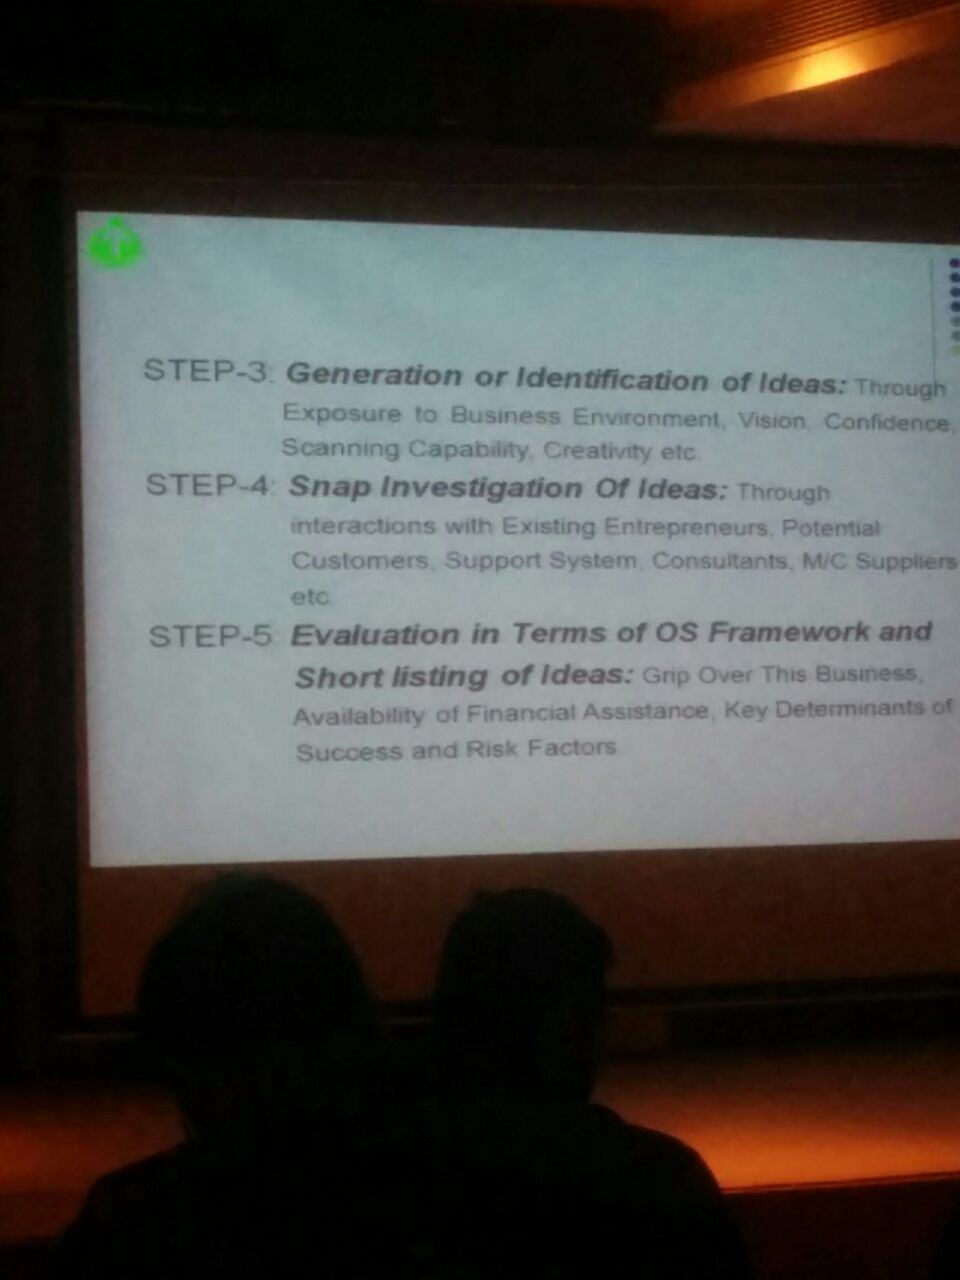 STEP-3: Generation or Identification of Ideas: Through
Exposure to Business Environment, Vision, Confidence,
Scanning Capability, Creativity etc.
STEP-4: Snap Investigation Of Ideas: Through
interactions with Existing Entrepreneurs, Potential
Customers, Support System, Consultants, M/C Suppliers
etc.
STEP-5: Evaluation in Terms of OS Framework and
Short listing of Ideas: Grip Over This Business,
Availability of Financial Assistance, Key Determinants of
Success and Risk Factors